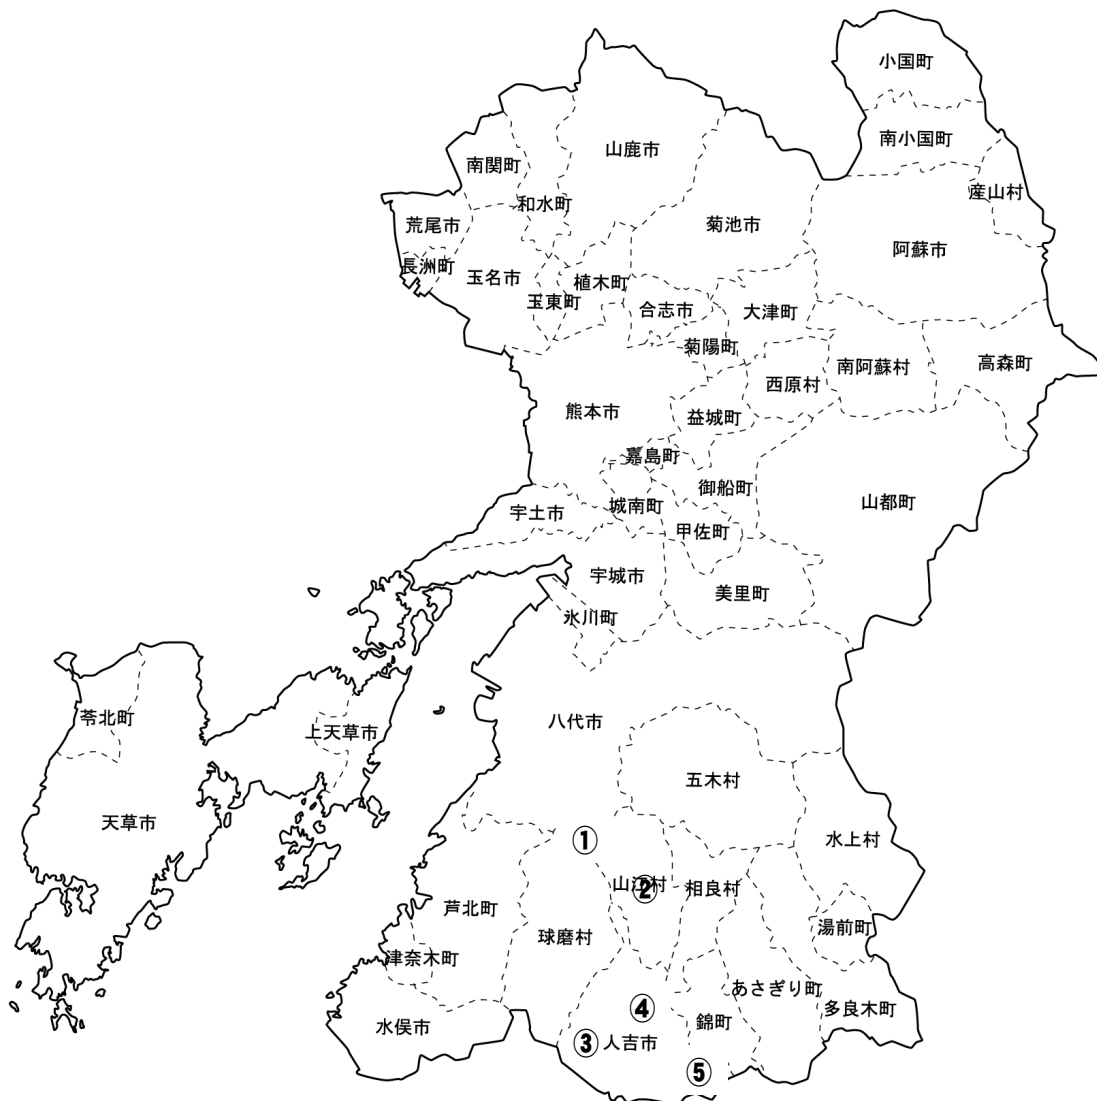 小国町
南小国町
山鹿市
南関町
産山村
和水町
荒尾市
菊池市
阿蘇市
長洲町
玉名市
植木町
玉東町
合志市
大津町
菊陽町
高森町
南阿蘇村
西原村
熊本市
益城町
嘉島町
御船町
山都町
城南町
宇土市
甲佐町
宇城市
美里町
氷川町
苓北町
八代市
上天草市
五木村
天草市
①
水上村
山江村
②
相良村
芦北町
湯前町
球磨村
津奈木町
あさぎり町
④
多良木町
錦町
水俣市
③
人吉市
⑤